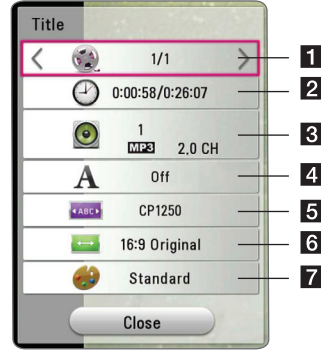 Title
1/1 1
0:00:58/0:26:07 2
1
MP3 2.0 CH 3
A Off 4
ABC CP1250 5
16:9 Original 6
Standard 7
Close